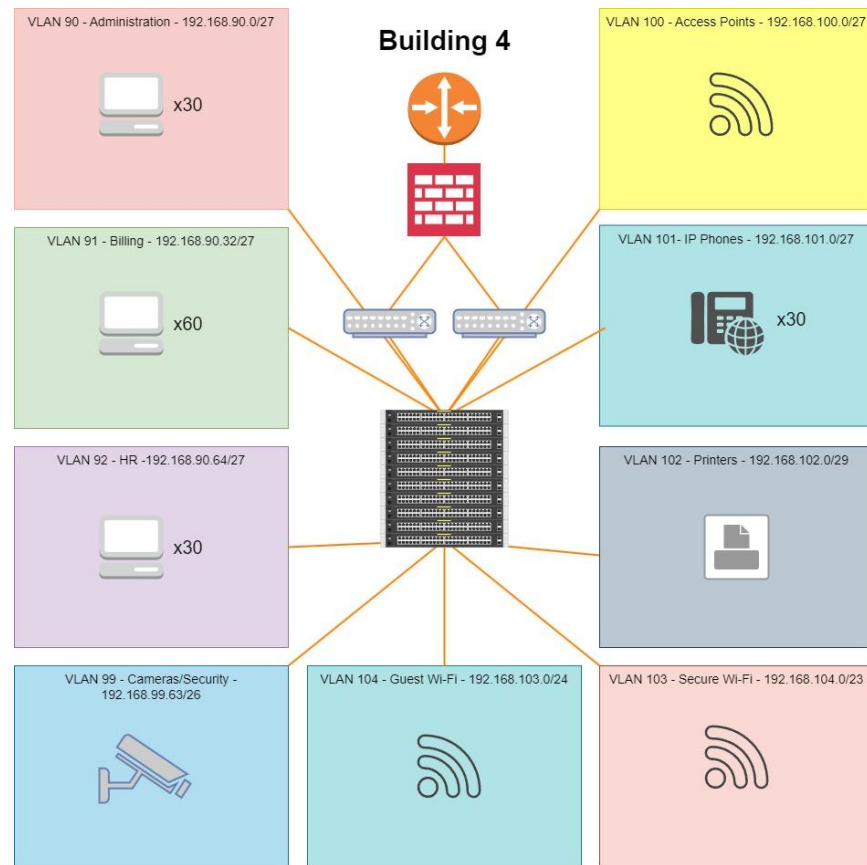 Building 4
VLAN 90 - Administration - 192.168.90.0/27
x30
VLAN 100 - Access Points - 192.168.100.0/27
VLAN 91 - Billing - 192.168.90.32/27
x60
VLAN 101- IP Phones - 192.168.101.0/27
x30
VLAN 92 - HR -192.168.90.64/27
x30
VLAN 102 - Printers - 192.168.102.0/29
VLAN 99 - Cameras/Security -
192.168.99.63/26
VLAN 104 - Guest Wi-Fi - 192.168.103.0/24
VLAN 103 - Secure Wi-Fi - 192.168.104.0/23